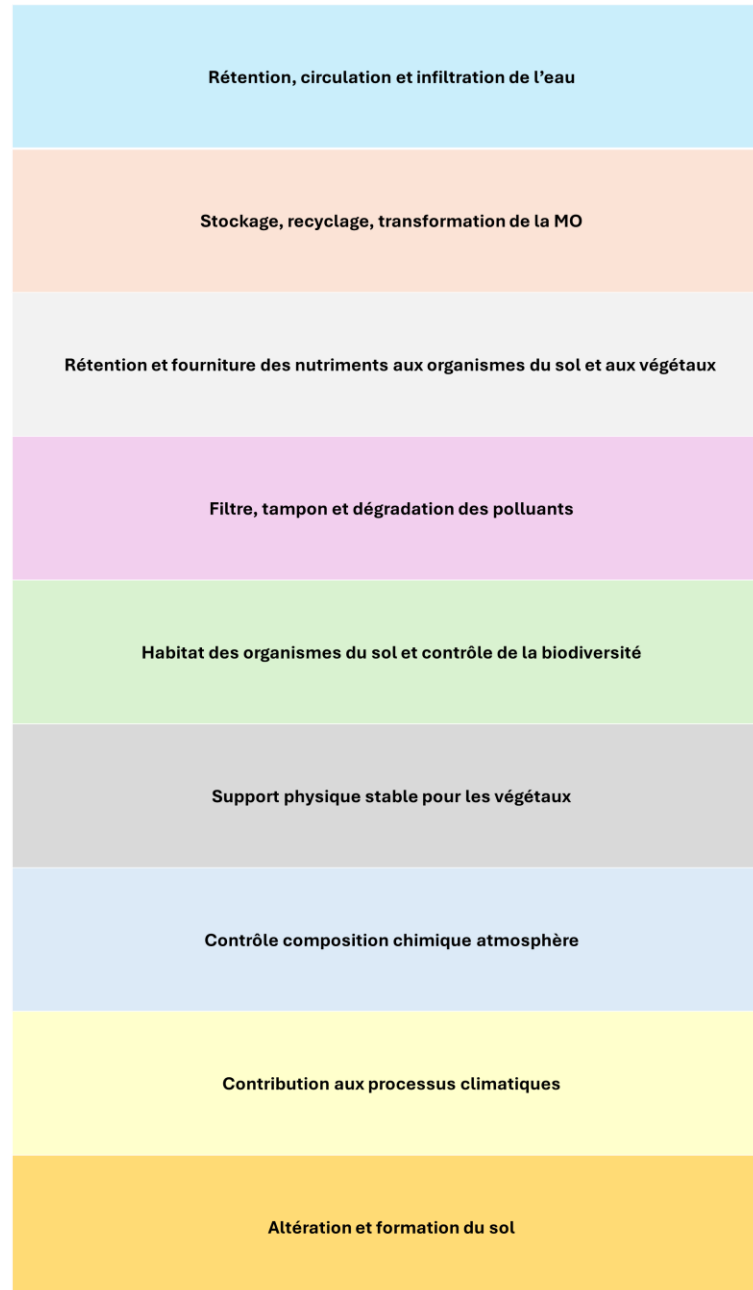 Rétention, circulation et infiltration de l’eau
Stockage, recyclage, transformation de la MO
Rétention et fourniture des nutriments aux organismes du sol et aux végétaux
Filtre, tampon et dégradation des polluants
Habitat des organismes du sol et contrôle de la biodiversité
Support physique stable pour les végétaux
Contrôle composition chimique atmosphère
Contribution aux processus climatiques
Altération et formation du sol